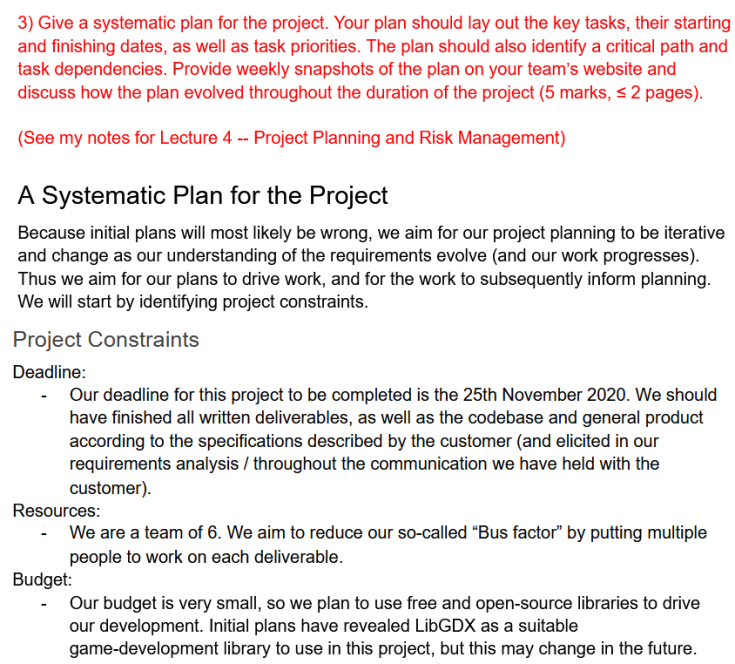 3) Give a systematic plan for the project. Your plan should lay out the key tasks, their starting
and finishing dates, as well as task priorities. The plan should also identify a critical path and
task dependencies. Provide weekly snapshots of the plan on your team's website and
discuss how the plan evolved throughout the duration of the project (5 marks, ≤ 2 pages).
(See my notes for Lecture 4 -- Project Planning and Risk Management)
A Systematic Plan for the Project
Because initial plans will most likely be wrong, we aim for our project planning to be iterative
and change as our understanding of the requirements evolve (and our work progresses).
Thus we aim for our plans to drive work, and for the work to subsequently inform planning.
We will start by identifying project constraints.
Project Constraints
Deadline:
- Our deadline for this project to be completed is the 25th November 2020. We should
have finished all written deliverables, as well as the codebase and general product
according to the specifications described by the customer (and elicited in our
requirements analysis / throughout the communication we have held with the
customer).
Resources:
- We are a team of 6. We aim to reduce our so-called “Bus factor” by putting multiple
people to work on each deliverable.
Budget:
- Our budget is very small, so we plan to use free and open-source libraries to drive
our development. Initial plans have revealed LibGDX as a suitable
game-development library to use in this project, but this may change in the future.